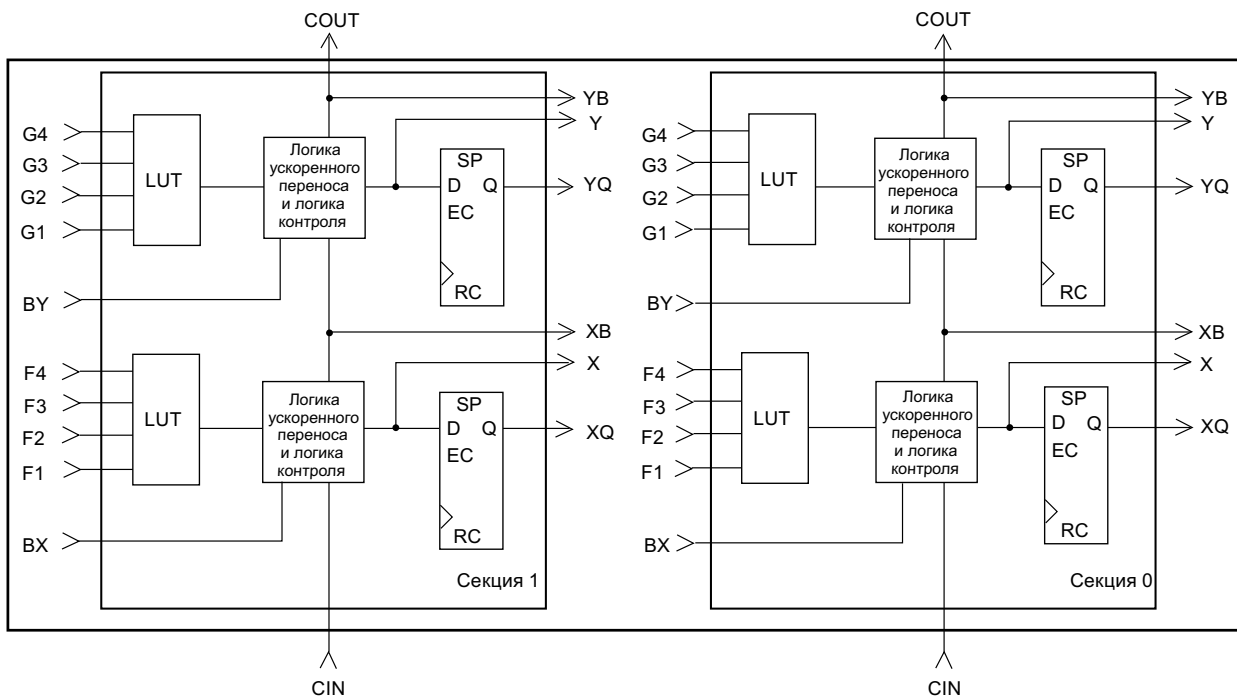 COUT
COUT
YB
Y
G4
G3
G2
G1
LUT
Логика
ускоренного
переноса
и логика
контроля
SP
D Q
EC
RC
YQ
BY
XB
X
F4
F3
F2
F1
LUT
Логика
ускоренного
переноса
и логика
контроля
SP
D Q
EC
RC
XQ
BX
Секция 1
YB
Y
G4
G3
G2
G1
LUT
Логика
ускоренного
переноса
и логика
контроля
SP
D Q
EC
RC
YQ
BY
XB
X
F4
F3
F2
F1
LUT
Логика
ускоренного
переноса
и логика
контроля
SP
D Q
EC
RC
XQ
BX
Секция 0
CIN
CIN